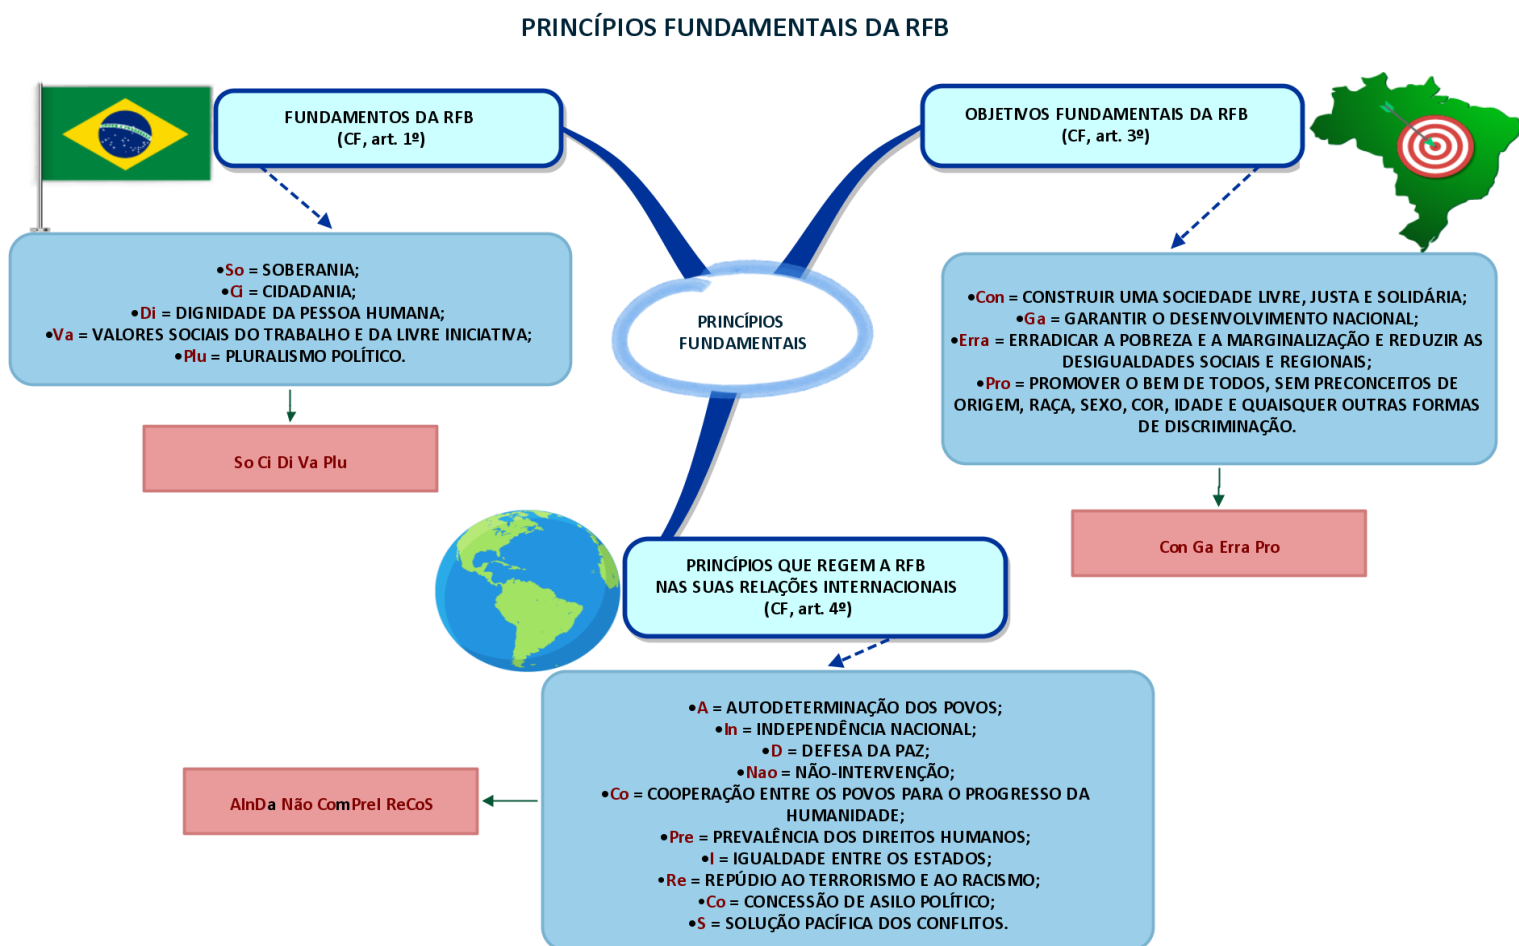 PRINCÍPIOS FUNDAMENTAIS DA RFB
FUNDAMENTOS DA RFB
(CF, art. 1º)
•So = SOBERANIA;
•Ci = CIDADANIA;
•Di = DIGNIDADE DA PESSOA HUMANA;
•Va = VALORES SOCIAIS DO TRABALHO E DA LIVRE INICIATIVA;
•Plu = PLURALISMO POLÍTICO.
So Ci Di Va Plu
OBJETIVOS FUNDAMENTAIS DA RFB
(CF, art. 3º)
•Con = CONSTRUIR UMA SOCIEDADE LIVRE, JUSTA E SOLIDÁRIA;
•Ga = GARANTIR O DESENVOLVIMENTO NACIONAL;
•Erra = ERRADICAR A POBREZA E A MARGINALIZAÇÃO E REDUZIR AS
DESIGUALDADES SOCIAIS E REGIONAIS;
•Pro = PROMOVER O BEM DE TODOS, SEM PRECONCEITOS DE
ORIGEM, RAÇA, SEXO, COR, IDADE E QUAISQUER OUTRAS FORMAS
DE DISCRIMINAÇÃO.
Con Ga Erra Pro
PRINCÍPIOS
FUNDAMENTAIS
PRINCÍPIOS QUE REGEM A RFB
NAS SUAS RELAÇÕES INTERNACIONAIS
(CF, art. 4º)
•A = AUTODETERMINAÇÃO DOS POVOS;
•In = INDEPENDÊNCIA NACIONAL;
•D = DEFESA DA PAZ;
•Nao = NÃO-INTERVENÇÃO;
•Co = COOPERAÇÃO ENTRE OS POVOS PARA O PROGRESSO DA
HUMANIDADE;
•Pre = PREVALÊNCIA DOS DIREITOS HUMANOS;
•I = IGUALDADE ENTRE OS ESTADOS;
•Re = REPÚDIO AO TERRORISMO E AO RACISMO;
•Co = CONCESSÃO DE ASILO POLÍTICO;
•S = SOLUÇÃO PACÍFICA DOS CONFLITOS.
AInDa Não ComPreI ReCoS